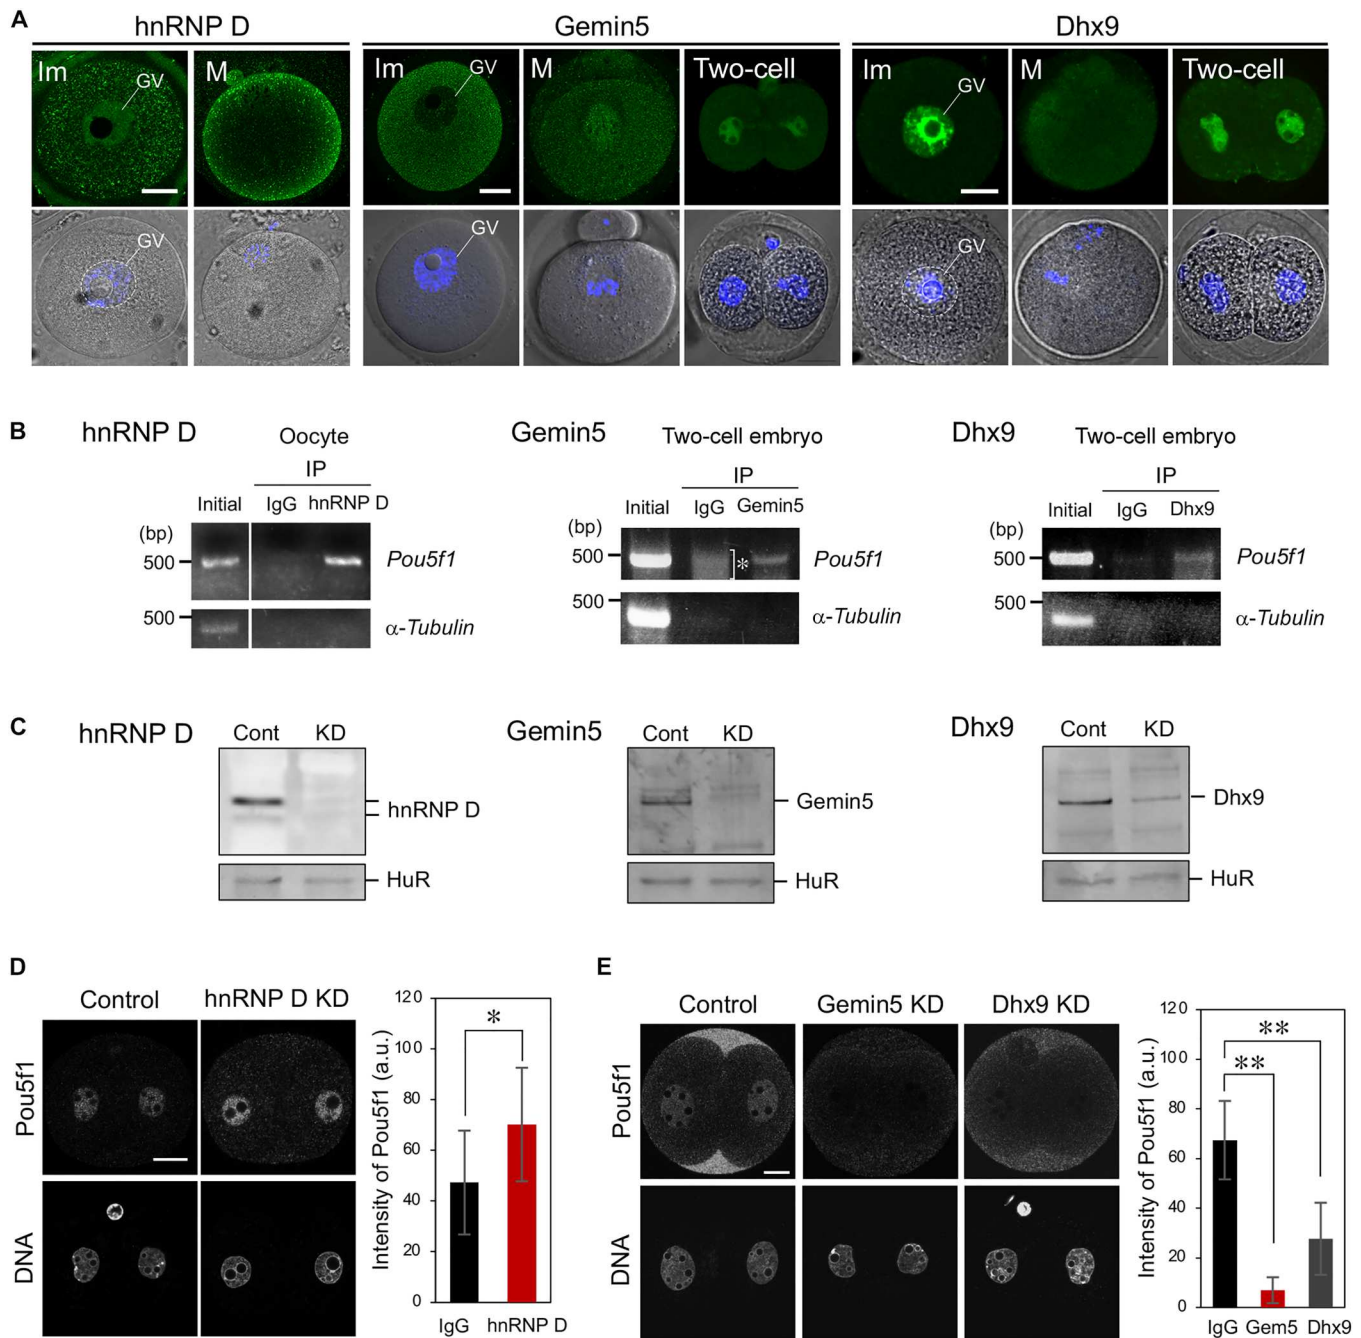 A
hnRNP D Gemin5 Dhx9
Im GV M Im GV M Two-cell Im GV M Two-cell
GV GV GV
B hnRNP D Oocyte Gemin5 Two-cell embryo Dhx9 Two-cell embryo
IP IP IP
Initial IgG hnRNP D Initial IgG Gemin5 Initial IgG Dhx9
(bp) (bp) (bp)
500 Pou5f1 500 * Pou5f1 500 Pou5f1
500 α-Tubulin 500 α-Tubulin 500 α-Tubulin
C hnRNP D Cont KD Gemin5 Cont KD Dhx9 Cont KD
hnRNP D Gemin5 Dhx9
HuR HuR HuR
D
Control hnRNP D KD
Pou5f1
DNA
Intensity of Pou5f1 (a.u.)
120
100
80
60
40
20
0
*
IgG hnRNP D
E
Control Gemin5 KD Dhx9 KD
Pou5f1
DNA
Intensity of Pou5f1 (a.u.)
120
100
80
60
40
20
0
**
**
IgG Gem5 Dhx9